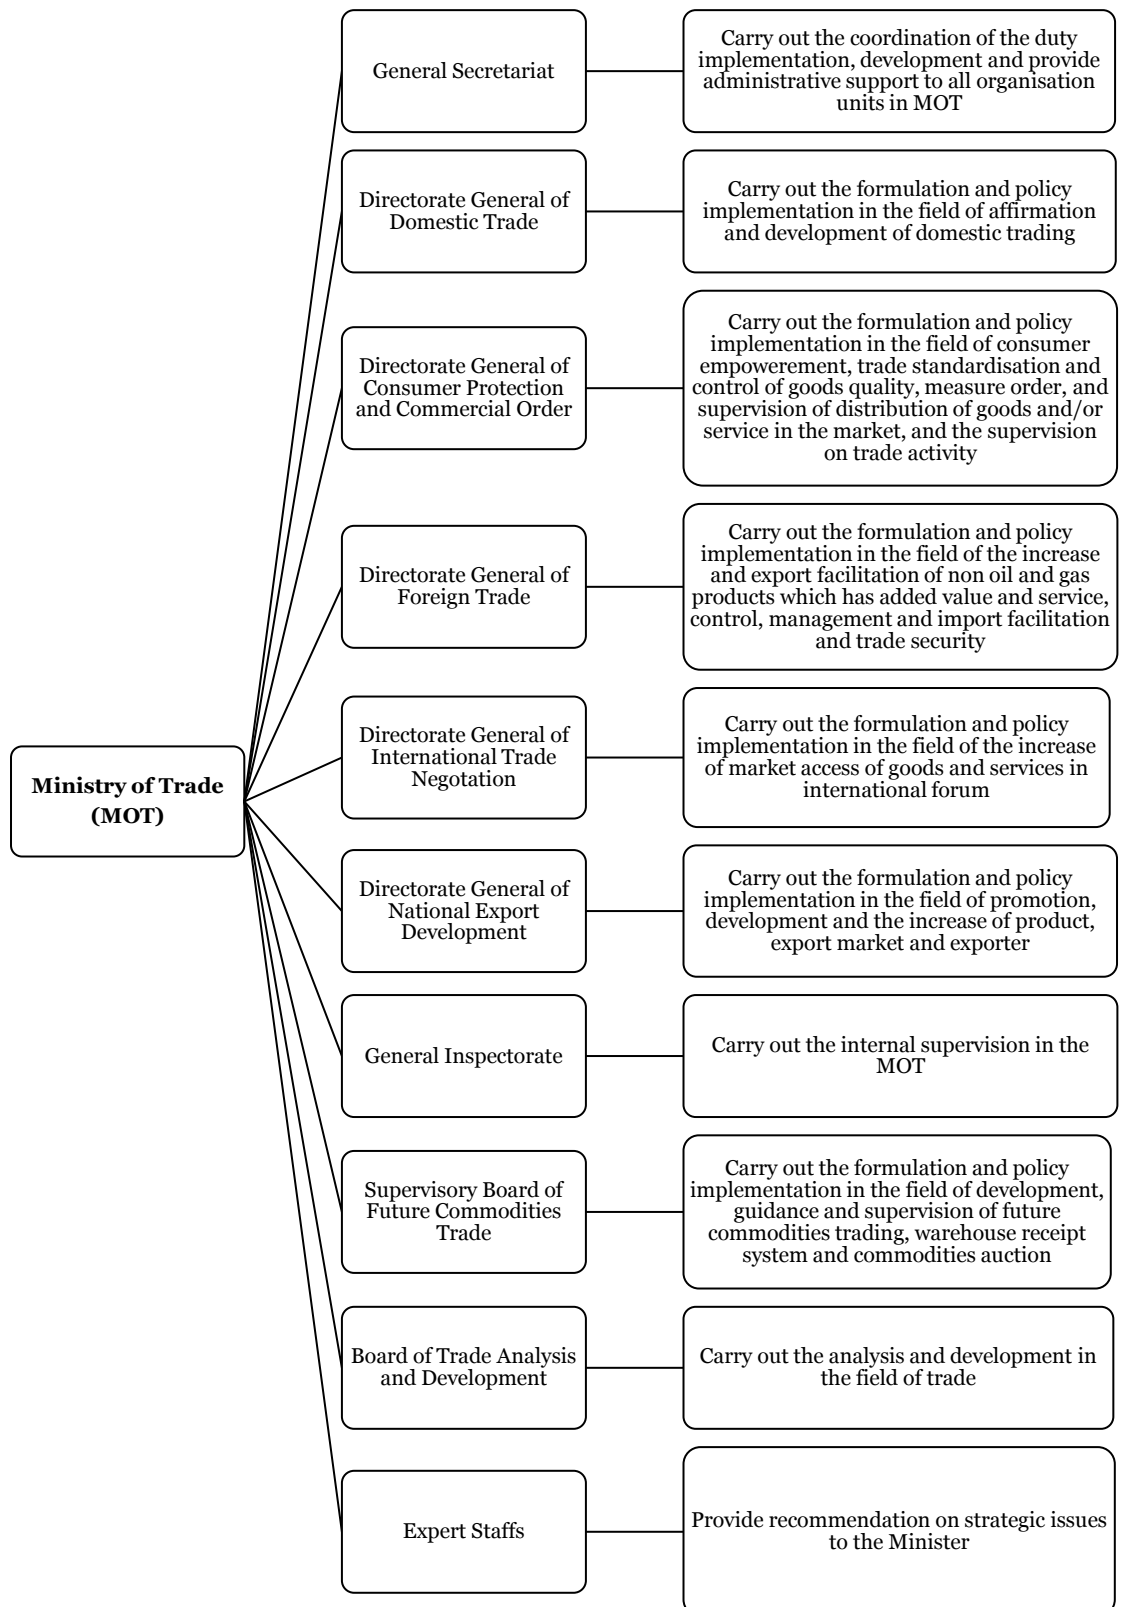 General Secretariat
Carry out the coordination of the duty
implementation, development and provide
administrative support to all organisation
units in MOT
Directorate General of
Domestic Trade
Carry out the formulation and policy
implementation in the field of affirmation
and development of domestic trading
Directorate General of
Consumer Protection
and Commercial Order
Carry out the formulation and policy
implementation in the field of consumer
empowerement, trade standardisation and
control of goods quality, measure order, and
supervision of distribution of goods and/or
service in the market, and the supervision
on trade activity
Directorate General of
Foreign Trade
Carry out the formulation and policy
implementation in the field of the increase
and export facilitation of non oil and gas
products which has added value and service,
control, management and import facilitation
and trade security
Ministry of Trade
(MOT)
Directorate General of
International Trade
Negotation
Carry out the formulation and policy
implementation in the field of the increase
of market access of goods and services in
international forum
Directorate General of
National Export
Development
Carry out the formulation and policy
implementation in the field of promotion,
development and the increase of product,
export market and exporter
General Inspectorate
Carry out the internal supervision in the
MOT
Supervisory Board of
Future Commodities
Trade
Carry out the formulation and policy
implementation in the field of development,
guidance and supervision of future
commodities trading, warehouse receipt
system and commodities auction
Board of Trade Analysis
and Development
Carry out the analysis and development in
the field of trade
Expert Staffs
Provide recommendation on strategic issues
to the Minister